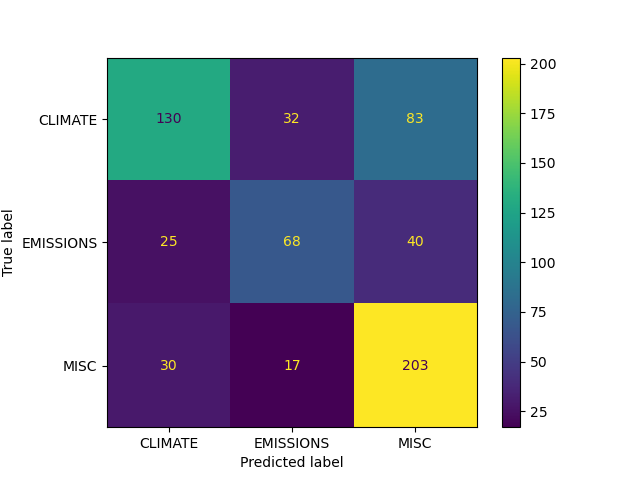 200
CLIMATE 130 32 83
175
150
True label
EMISSIONS 25 68 40
125
100
75
MISC 30 17 203
50
25
CLIMATE EMISSIONS MISC
Predicted label